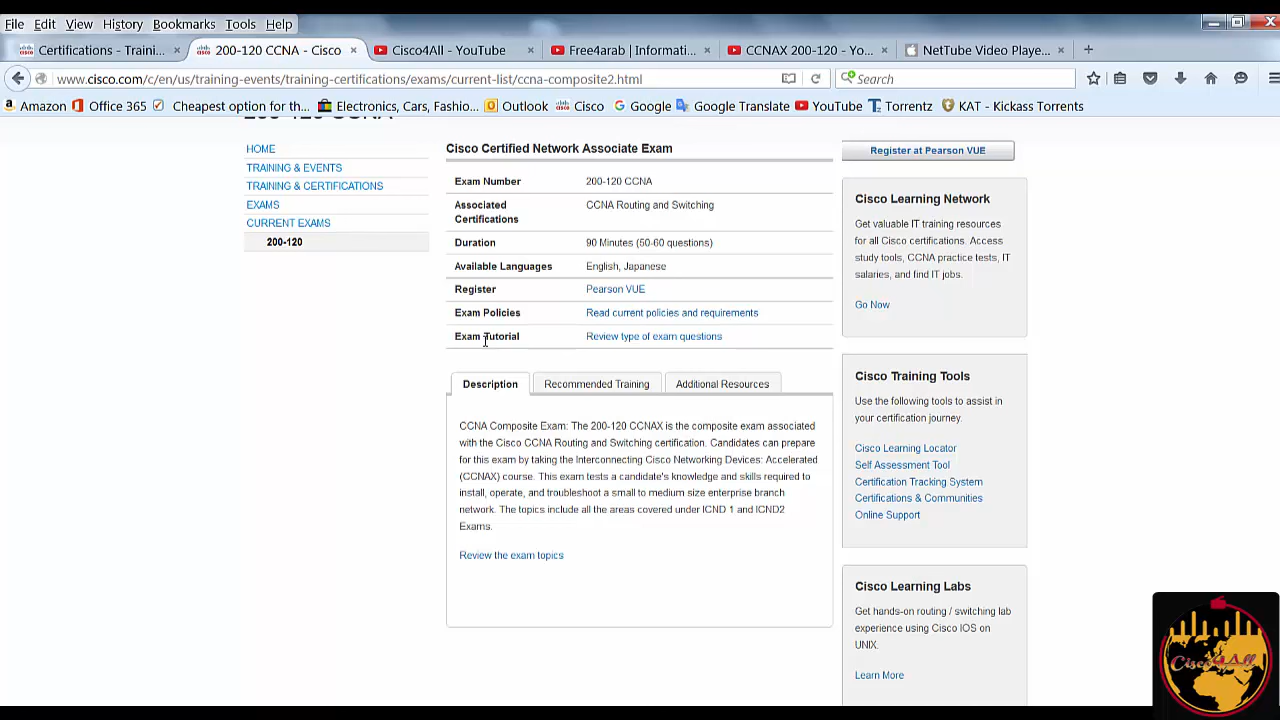 File Edit View History Bookmarks Tools Help
Certifications - Traini... × 200-120 CCNA - Cisco × Cisco4All - YouTube × Free4arab | Informati... × CCNAX 200-120 - Yo... × NetTube Video Playe... × +
www.cisco.com/c/en/us/training-events/training-certifications/exams/current-list/ccna-composite2.html Search
Amazon Office 365 Cheapest option for th... Electronics, Cars, Fashio... Outlook Cisco Google Google Translate YouTube Torrentz KAT - Kickass Torrents
200-120 CCNA
HOME
TRAINING & EVENTS
TRAINING & CERTIFICATIONS
EXAMS
CURRENT EXAMS
200-120
Cisco Certified Network Associate Exam
Exam Number 200-120 CCNA
Associated CCNA Routing and Switching
Certifications
Duration 90 Minutes (50-60 questions)
Available Languages English, Japanese
Register Pearson VUE
Exam Policies Read current policies and requirements
Exam Tutorial Review type of exam questions
Description Recommended Training Additional Resources
CCNA Composite Exam: The 200-120 CCNAX is the composite exam associated
with the Cisco CCNA Routing and Switching certification. Candidates can prepare
for this exam by taking the Interconnecting Cisco Networking Devices: Accelerated
(CCNAX) course. This exam tests a candidate's knowledge and skills required to
install, operate, and troubleshoot a small to medium size enterprise branch
network. The topics include all the areas covered under ICND 1 and ICND2
Exams.
Review the exam topics
Register at Pearson VUE
Cisco Learning Network
Get valuable IT training resources
for all Cisco certifications. Access
study tools, CCNA practice tests, IT
salaries, and find IT jobs.
Go Now
Cisco Training Tools
Use the following tools to assist in
your certification journey.
Cisco Learning Locator
Self Assessment Tool
Certification Tracking System
Certifications & Communities
Online Support
Cisco Learning Labs
Get hands-on routing / switching lab
experience using Cisco IOS on
UNIX.
Learn More
Cisco4All